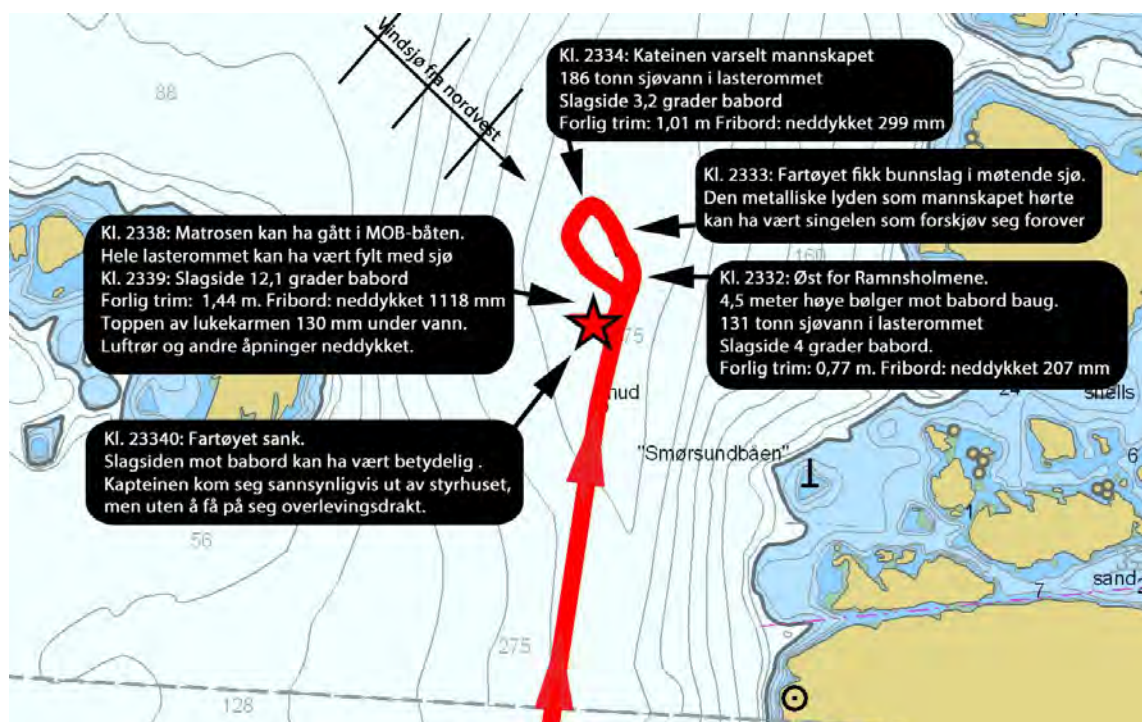 88
Vindsjø fra nordvest
Kl. 2334: Kateinen varselt mannskapet
186 tonn sjøvann i lasterommet
Slagside 3,2 grader babord
Forlig trim: 1,01 m Fribord: neddykket 299 mm
Kl. 2333: Fartøyet fikk bunnslag i møtende sjø.
Den metalliske lyden som mannskapet hørte
kan ha vært singelen som forskjøv seg forover
Kl. 2338: Matrosen kan ha gått i MOB-båten.
Hele lasterommet kan ha vært fylt med sjø
Kl. 2339: Slagside 12,1 grader babord
Forlig trim: 1,44 m. Fribord: neddykket 1118 mm
Toppen av lukekarmen 130 mm under vann.
Luftrør og andre åpninger neddykket.
160
Kl. 2332: Øst for Ramnsholmene.
4,5 meter høye bølger mot babord baug.
131 tonn sjøvann i lasterommet
Slagside 4 grader babord.
Forlig trim: 0,77 m. Fribord: neddykket 207 mm
75
mud
24
shells
Kl. 23340: Fartøyet sank.
Slagsiden mot babord kan ha vært betydelig .
Kapteinen kom seg sannsynligvis ut av styrhuset,
men uten å få på seg overlevingsdrakt.
"Smørsundbåen"
6
1
56
sand
7
2
275
128